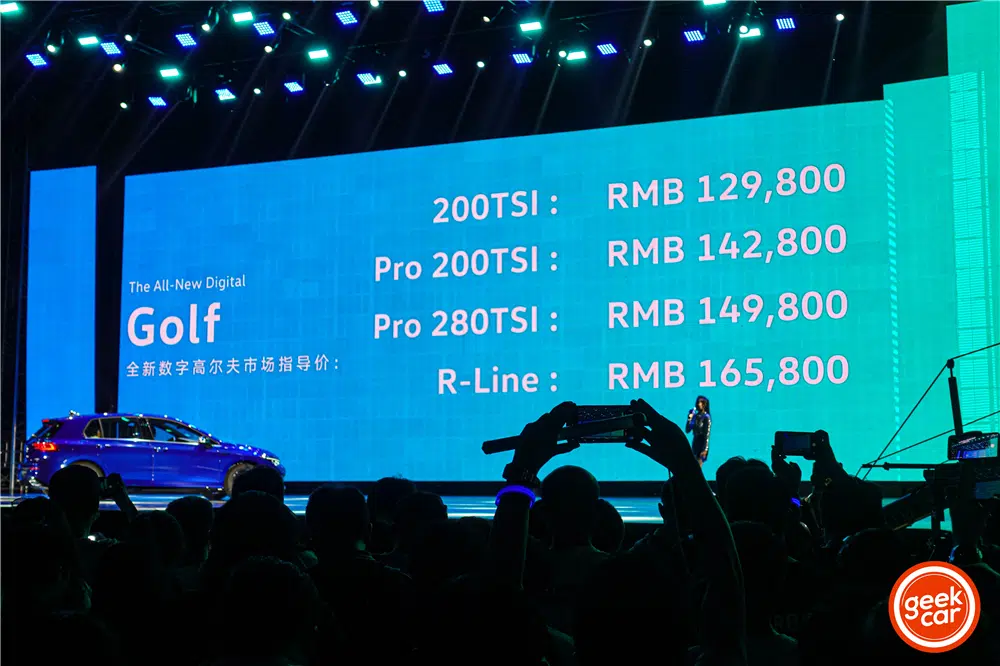 The All-New Digital
Golf
全新数字高尔夫市场指导价：
200TSI： RMB 129,800
Pro 200TSI： RMB 142,800
Pro 280TSI： RMB 149,800
R-Line： RMB 165,800
geek
car